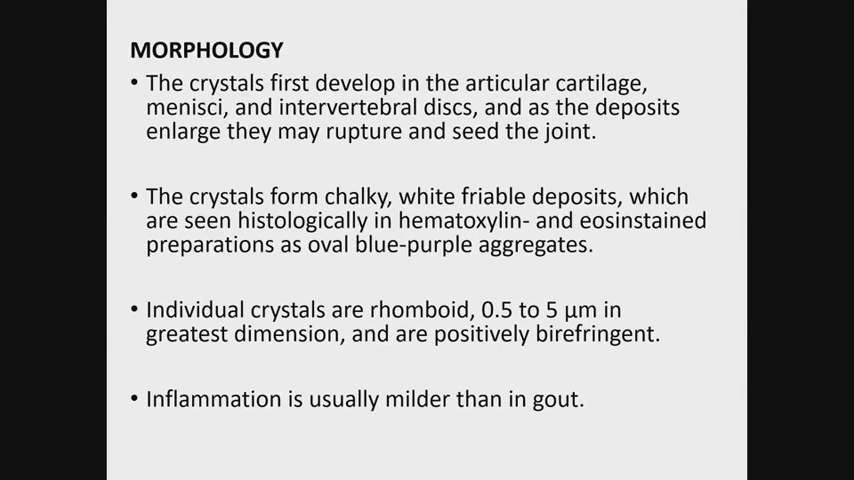 MORPHOLOGY
• The crystals first develop in the articular cartilage,
menisci, and intervertebral discs, and as the deposits
enlarge they may rupture and seed the joint.
• The crystals form chalky, white friable deposits, which
are seen histologically in hematoxylin- and eosinstained
preparations as oval blue-purple aggregates.
• Individual crystals are rhomboid, 0.5 to 5 μm in
greatest dimension, and are positively birefringent.
• Inflammation is usually milder than in gout.